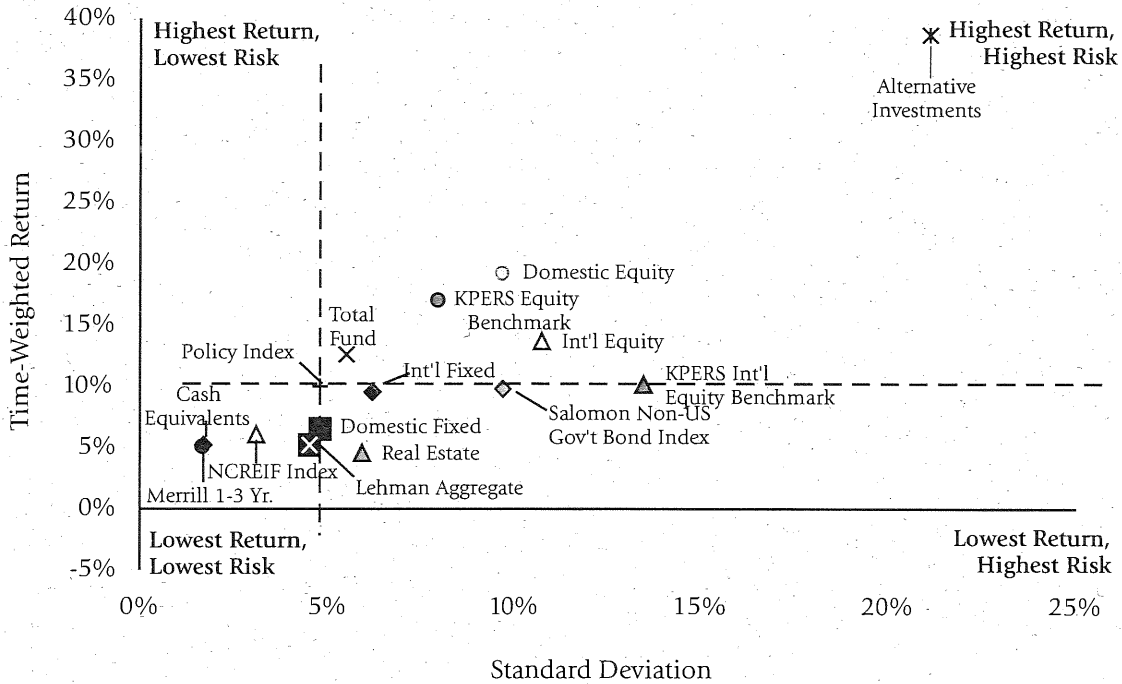 40%
Highest Return,
Lowest Risk
Highest Return,
Highest Risk
35%
Alternative
Investments
30%
25%
20%
Domestic Equity
KPERS Equity
Benchmark
15%
Total
Fund
Int'l Equity
Policy Index
Int'l Fixed
KPERS Int'l
Equity Benchmark
10%
Cash
Equivalents
Salomon Non-US
Gov't Bond Index
Domestic Fixed
5%
Real Estate
NCREIF Index
Lehman Aggregate
Merrill 1-3 Yr.
0%
Lowest Return,
Lowest Risk
Lowest Return,
Highest Risk
-5%
0%
5%
10%
15%
20%
25%
Standard Deviation
Time-Weighted Return